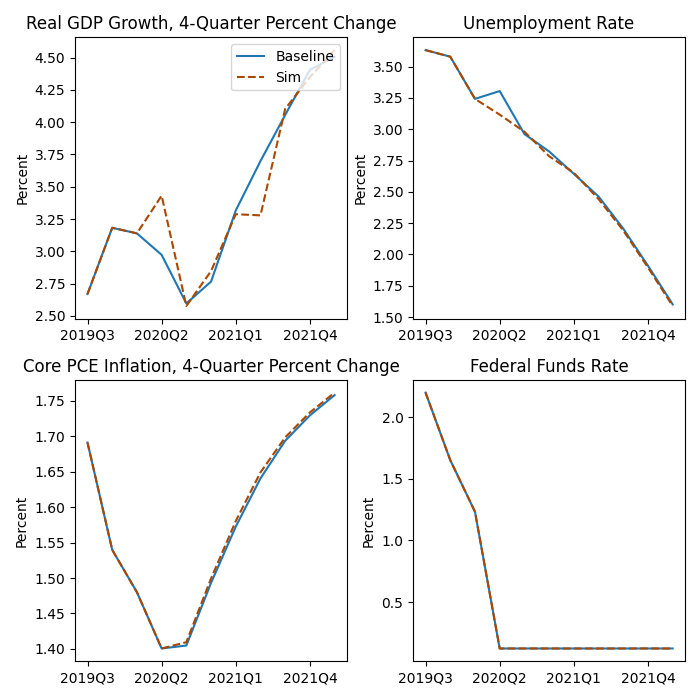 Real GDP Growth, 4-Quarter Percent Change
Percent
4.50
4.25
4.00
3.75
3.50
3.25
3.00
2.75
2.50
2019Q3 2020Q2 2021Q1 2021Q4
Baseline
Sim
Unemployment Rate
Percent
3.50
3.25
3.00
2.75
2.50
2.25
2.00
1.75
1.50
2019Q3 2020Q2 2021Q1 2021Q4
Core PCE Inflation, 4-Quarter Percent Change
Percent
1.75
1.70
1.65
1.60
1.55
1.50
1.45
1.40
2019Q3 2020Q2 2021Q1 2021Q4
Federal Funds Rate
Percent
2.0
1.5
1.0
0.5
2019Q3 2020Q2 2021Q1 2021Q4